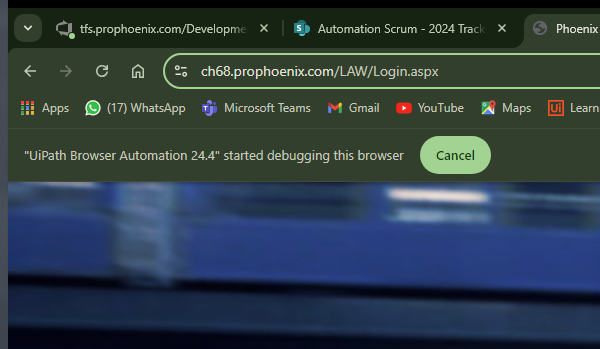 tfs.prophoenix.com/Developme
Automation Scrum - 2024 Track
Phoenix
ch68.prophoenix.com/LAW/Login.aspx
Apps
(17) WhatsApp
Microsoft Teams
Gmail
YouTube
Maps
Ui
Learn
"UiPath Browser Automation 24.4" started debugging this browser
Cancel